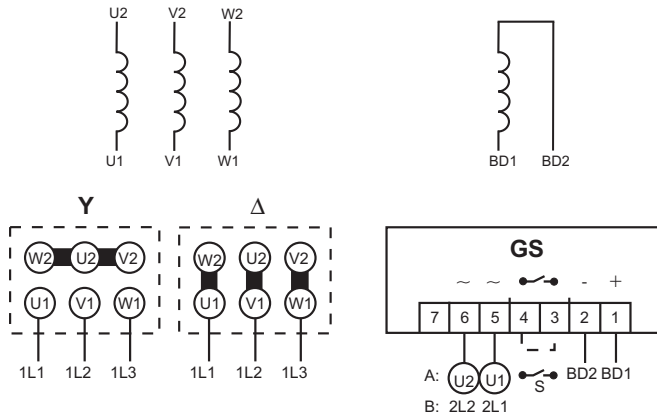 U2 V2 W2
U1 V1 W1
BD1 BD2
Y Δ
W2 U2 V2
U1 V1 W1
1L1 1L2 1L3
W2 U2 V2
U1 V1 W1
1L1 1L2 1L3
GS
~ ~ - +
7 6 5 4 3 2 1
A: U2 U1 S BD2 BD1
B: 2L2 2L1